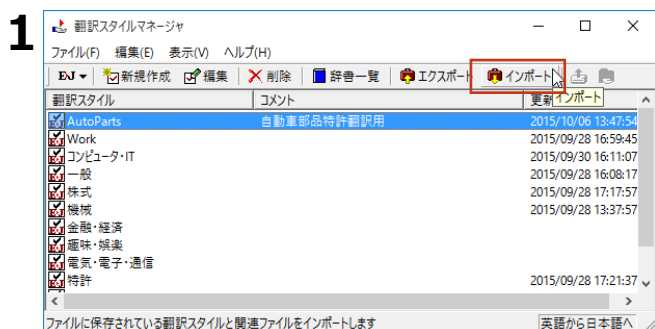 1
翻訳スタイルマネージャ
ファイル(F) 編集(E) 表示(V) ヘルプ(H)
EJ 新規作成 編集 削除 辞書一覧 エクスポート インポート
翻訳スタイル コメント 更新
インポート
AutoParts 自動車部品特許翻訳用 2015/10/06 13:47:54
Work 2015/09/28 16:59:45
コンピュータ・IT 2015/09/30 16:11:07
一般 2015/09/28 16:08:17
株式 2015/09/28 17:17:57
機械 2015/09/28 13:37:57
金融・経済
趣味・娯楽
電気・電子・通信
特許 2015/09/28 17:21:37
ファイルに保存されている翻訳スタイルと関連ファイルをインポートします 英語から日本語へ